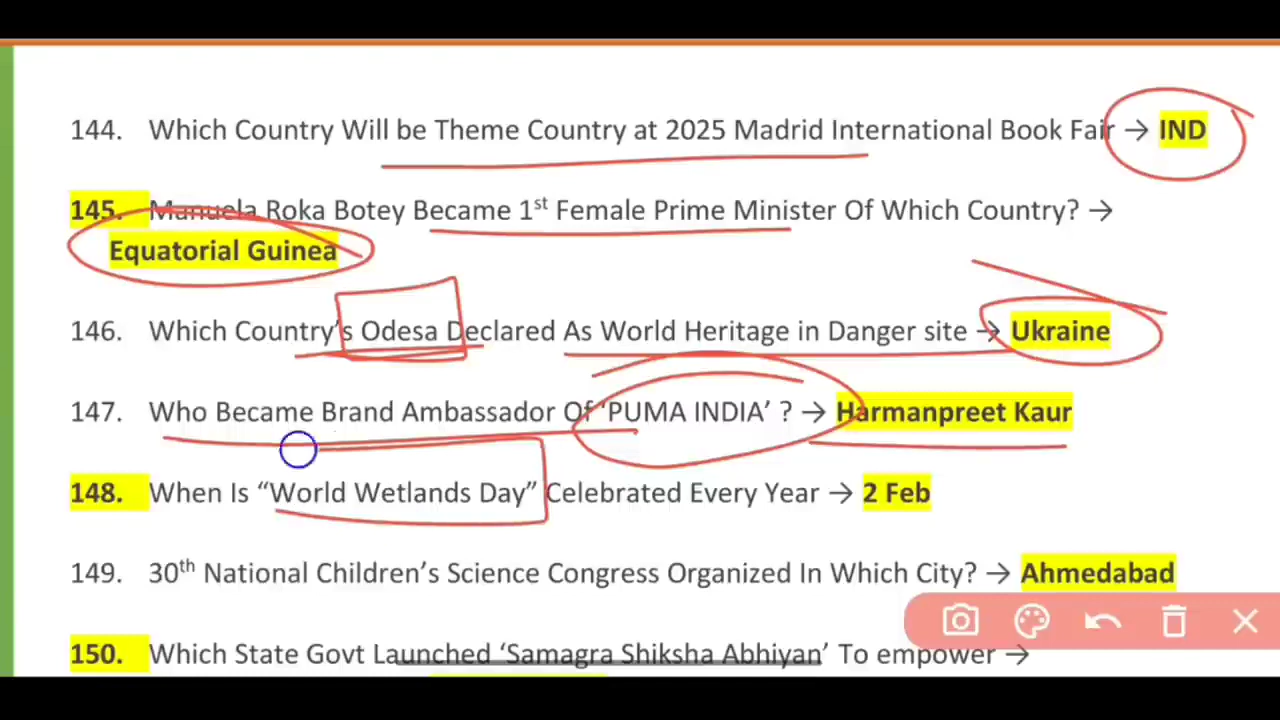 144. Which Country Will be Theme Country at 2025 Madrid International Book Fair → IND
145. Manuela Roka Botey Became 1st Female Prime Minister Of Which Country? →
Equatorial Guinea
146. Which Country's Odesa Declared As World Heritage in Danger site → Ukraine
147. Who Became Brand Ambassador Of ‘PUMA INDIA’ ? → Harmanpreet Kaur
148. When Is “World Wetlands Day” Celebrated Every Year → 2 Feb
149. 30th National Children’s Science Congress Organized In Which City? → Ahmedabad
150. Which State Govt Launched ‘Samagra Shiksha Abhiyan’ To empower →